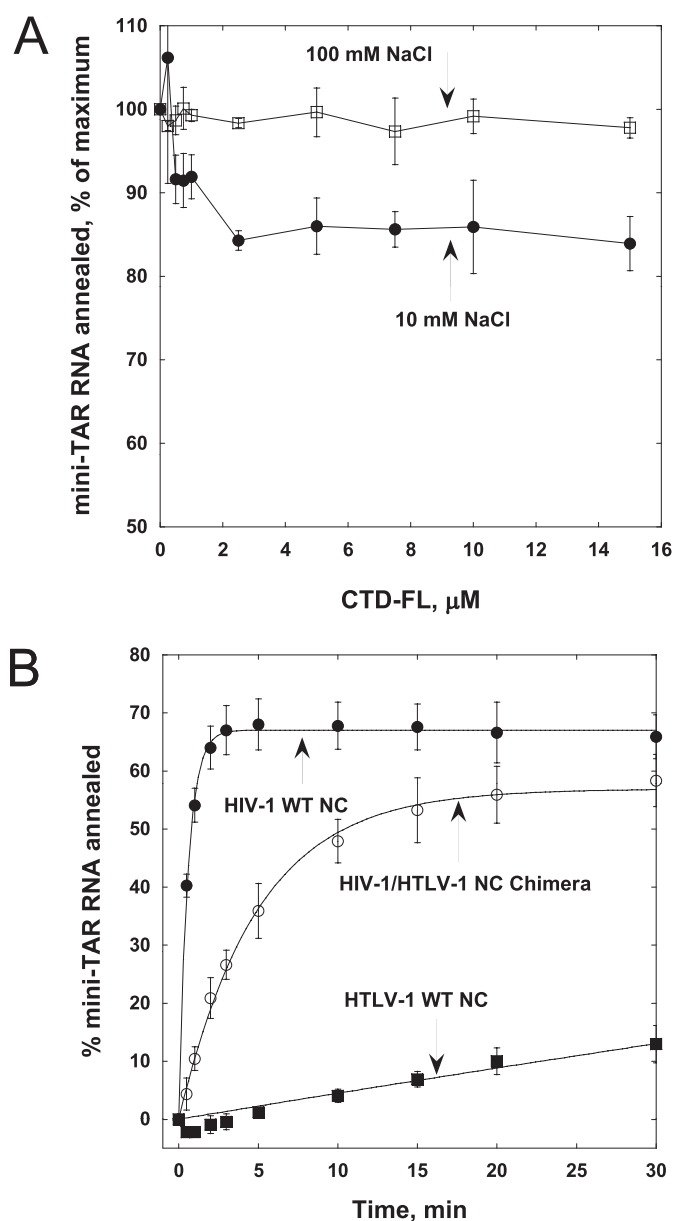 A
110
100
90
80
70
60
50
mini-TAR RNA annealed, % of maximum
100 mM NaCl
10 mM NaCl
0 2 4 6 8 10 12 14 16
CTD-FL, μM
B
80
70
60
50
40
30
20
10
0
% mini-TAR RNA annealed
HIV-1 WT NC
HIV-1/HTLV-1 NC Chimera
HTLV-1 WT NC
0 5 10 15 20 25 30
Time, min